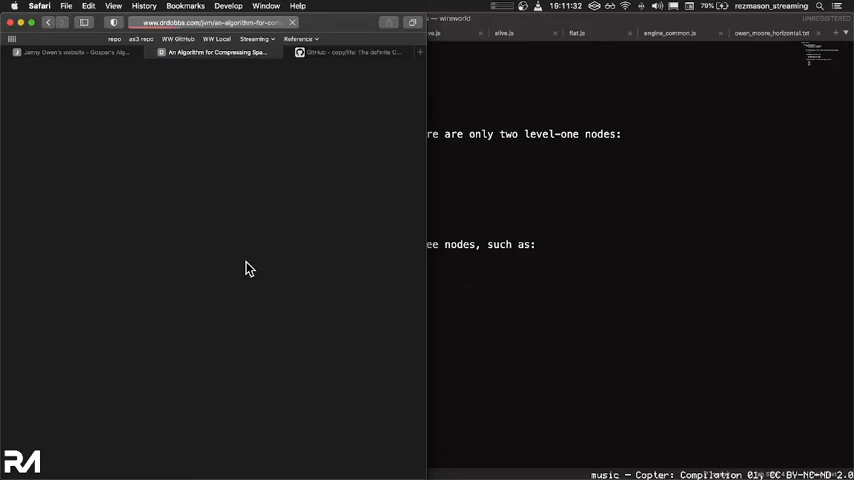 Safari File Edit View History Bookmarks Develop Window Help
79% 19:11:32 rezmason_streaming
www.drdobbs.com/jvm/an-algorithm-for-com
— wireworld
UNREGISTERED
repo as3 repo WW GitHub WW Local Streaming Reference
ve.js alive.js flat.js engine_common.js owen_moore_horizontal.txt
Jenny Owen's website - Gosper's Alg... An Algorithm for Compressing Spa... GitHub - copy/life: The definite C...
re are only two level-one nodes:
ee nodes, such as:
RM
music – Copter: Compilation 01, CC BY-NC-ND 2.0